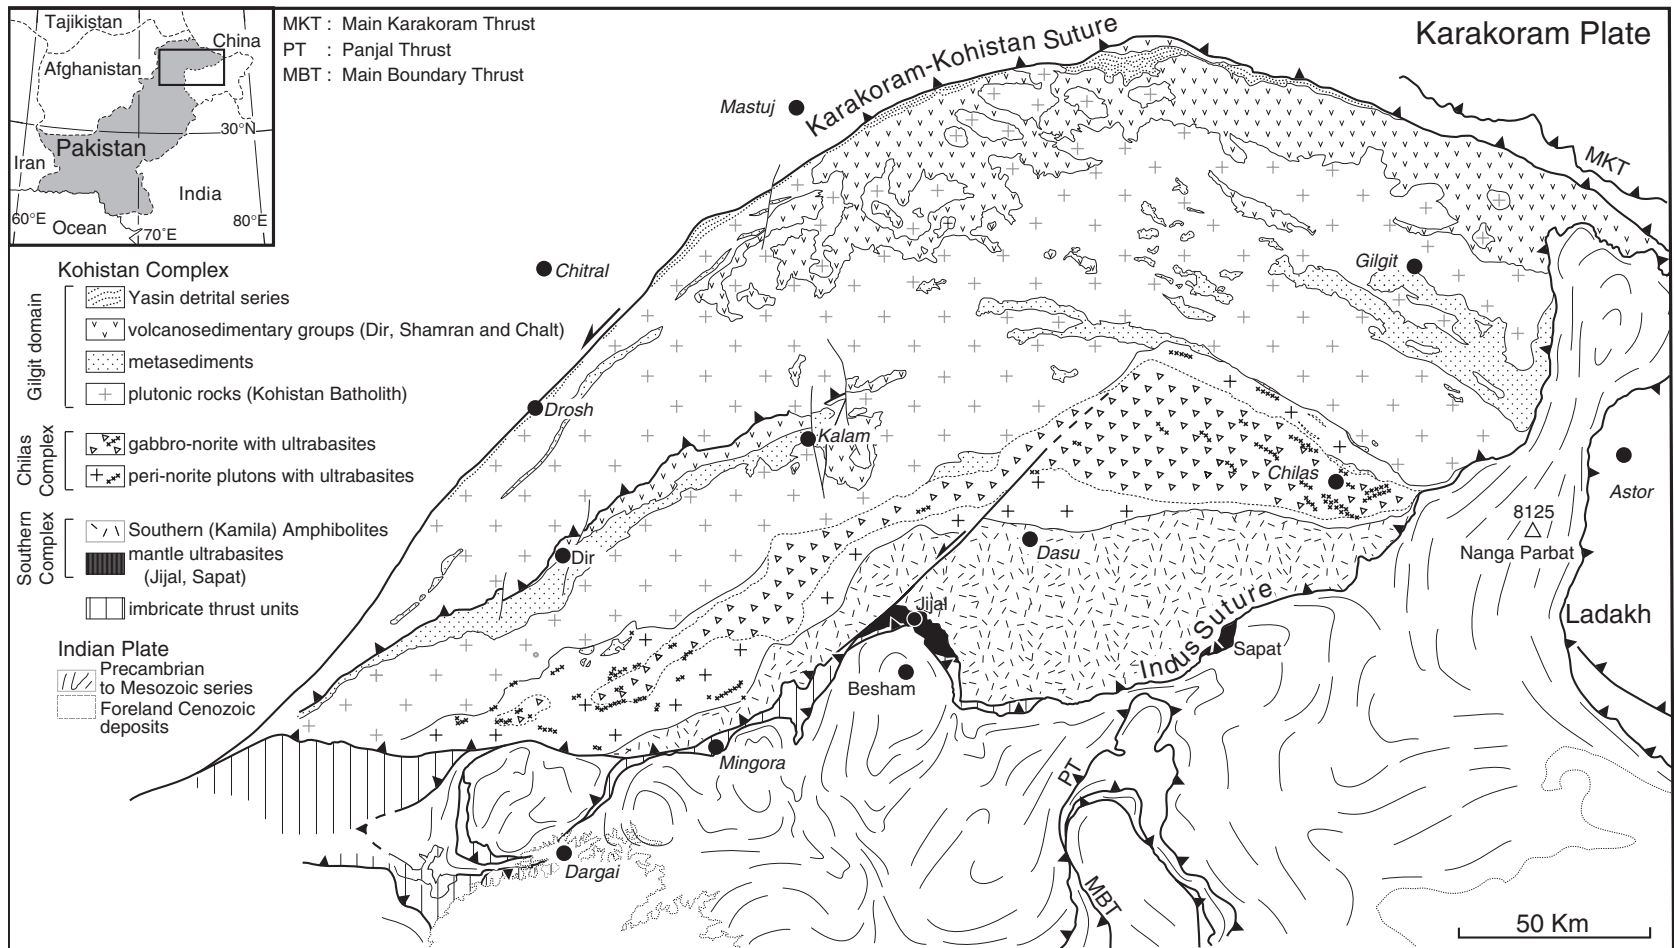 Tajikistan
China
Afghanistan
30°N
Pakistan
Iran
India
60°E
Ocean
70°E
80°E
MKT : Main Karakoram Thrust
PT : Panjal Thrust
MBT : Main Boundary Thrust
Karakoram Plate
Karakoram-Kohistan Suture
Mastuj
MKT
Chitral
Gilgit
Kohistan Complex
Gilgit domain
Yasin detrital series
volcanosedimentary groups (Dir, Shamran and Chalt)
metasediments
plutonic rocks (Kohistan Batholith)
Chilas
Complex
gabbro-norite with ultrabasites
peri-norite plutons with ultrabasites
Southern
Complex
Southern (Kamila) Amphibolites
mantle ultrabasites
(Jijal, Sapat)
imbricate thrust units
Indian Plate
Precambrian
to Mesozoic series
Foreland Cenozoic
deposits
Drosh
Kalam
Chilas
Astor
8125
Nanga Parbat
Dir
Dasu
Jijal
Indus Suture
Sapat
Ladakh
Besham
Mingora
PT
Dargai
MBT
50 Km